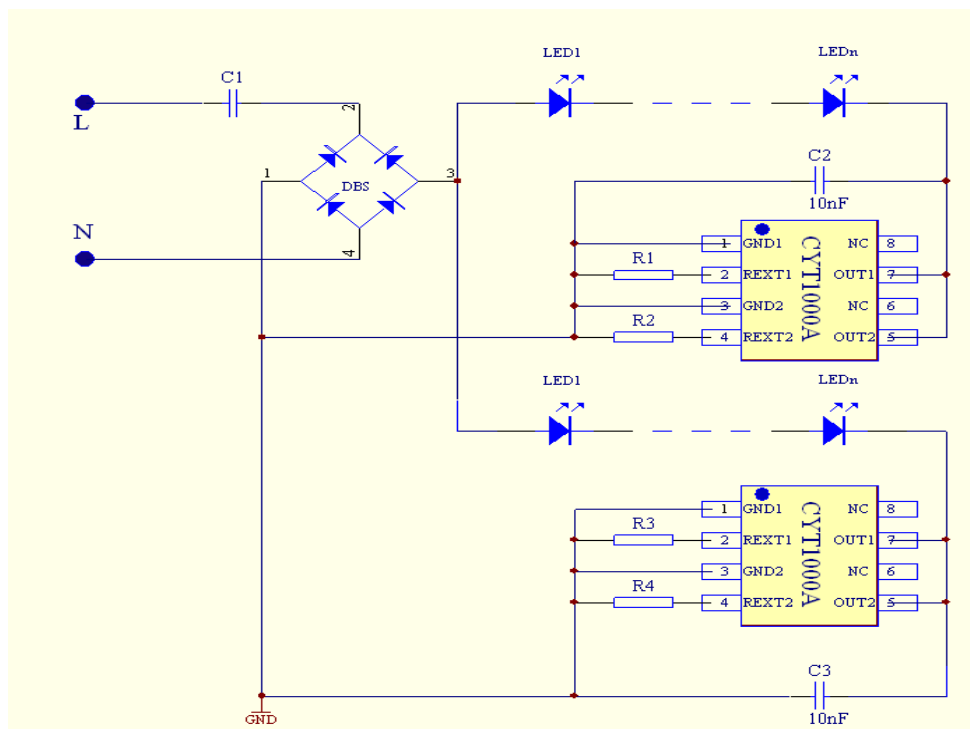 LED1
LEDn
C1
L
2
1
DBS
3
C2
10nF
N
4
1 GND1 NC 8
R1
2 REXT1 OUT1 7
3 GND2 NC 6
R2
4 REXT2 OUT2 5
CYT1000A
LED1
LEDn
1 GND1 NC 8
R3
2 REXT1 OUT1 7
3 GND2 NC 6
R4
4 REXT2 OUT2 5
CYT1000A
C3
10nF
GND